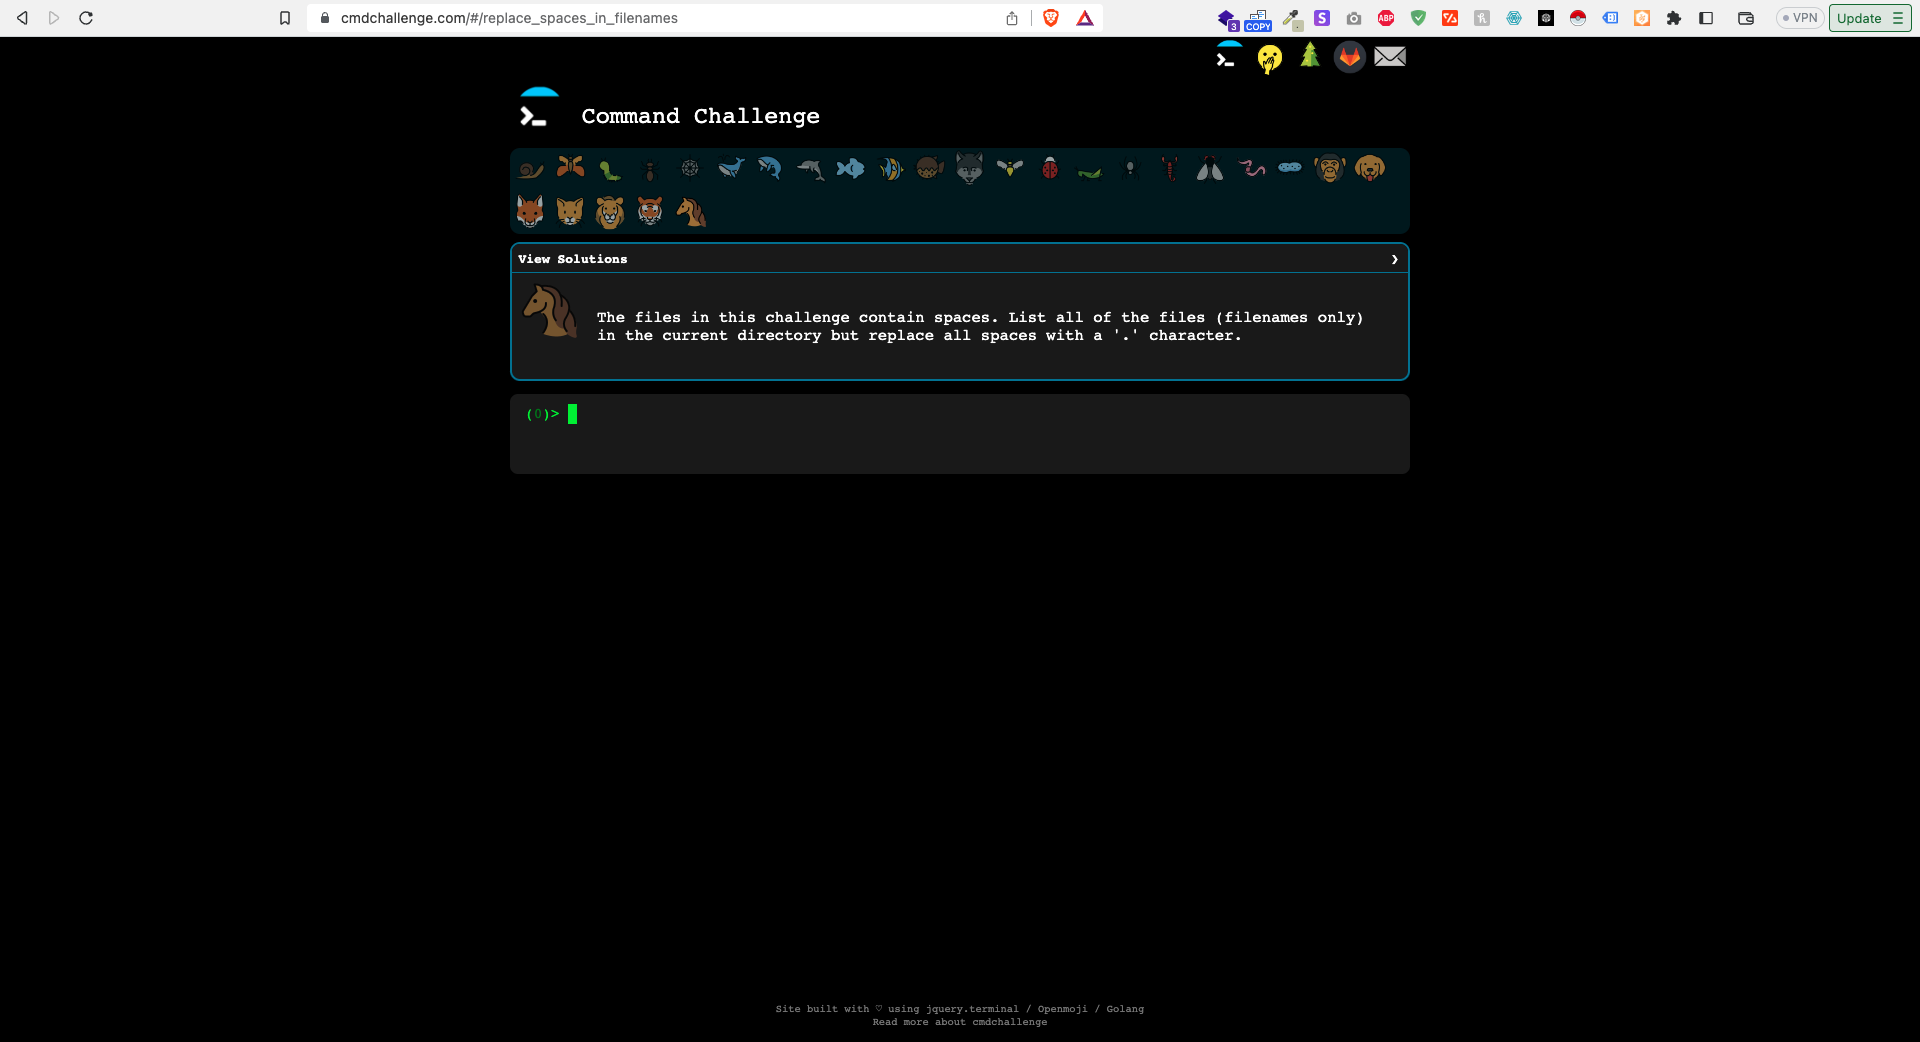 cmdchallenge.com/#/replace_spaces_in_filenames
3
COPY
S
ABP
VPN
Update
Command Challenge
View Solutions
The files in this challenge contain spaces. List all of the files (filenames only)
in the current directory but replace all spaces with a '.' character.
(0)>
Site built with ♡ using jquery.terminal / Openmoji / Golang
Read more about cmdchallenge